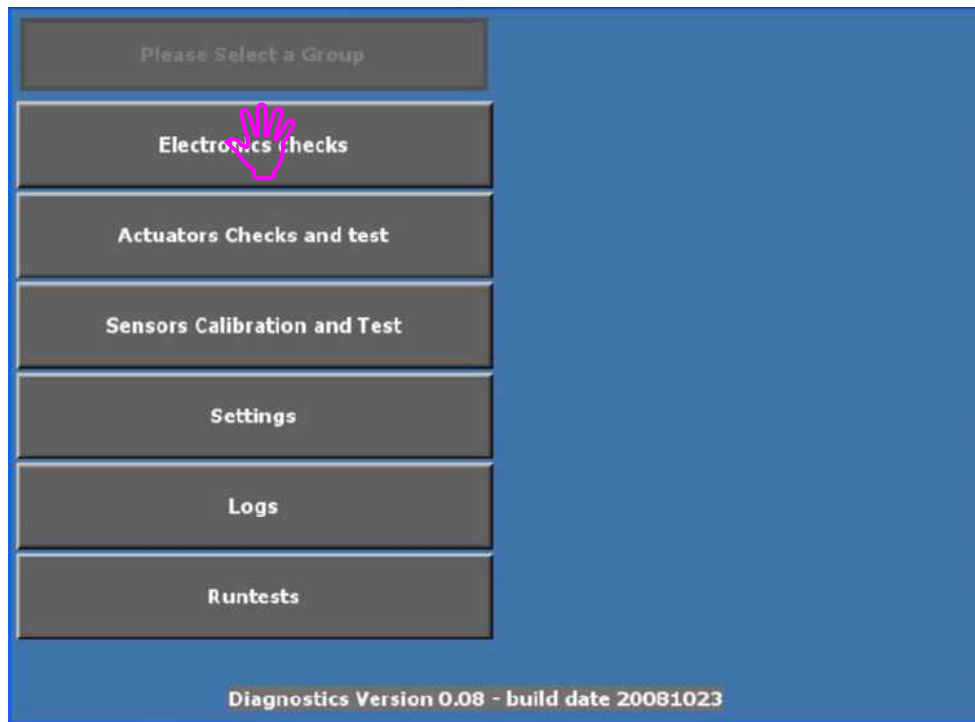 Please Select a Group
Electronics checks
Actuators Checks and test
Sensors Calibration and Test
Settings
Logs
Runtests
Diagnostics Version 0.08 - build date 20081023